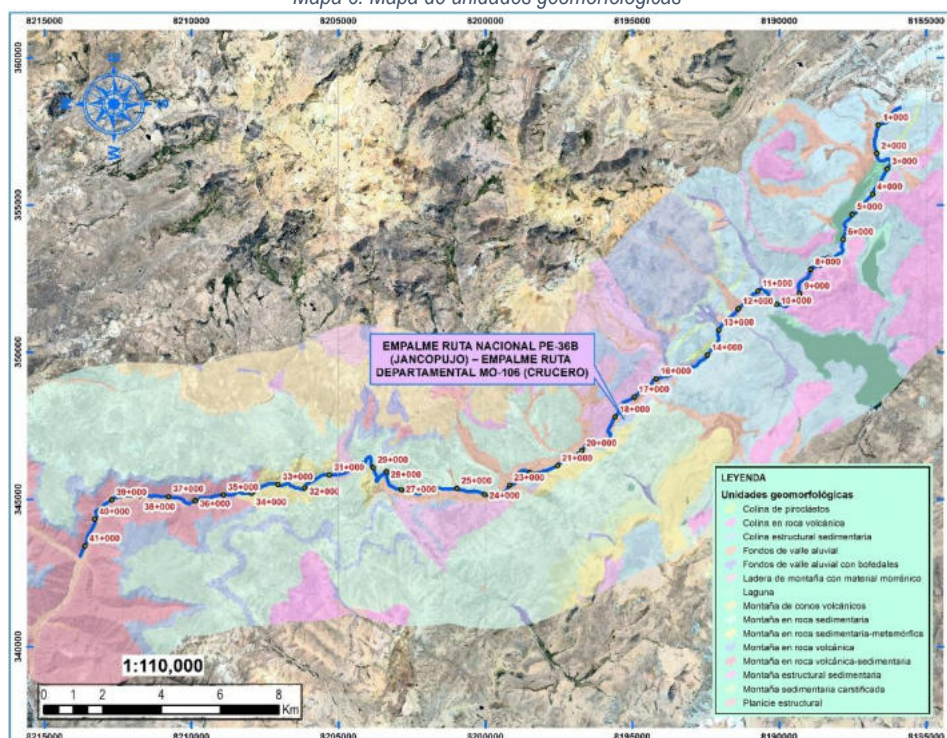 Mapa 6. Mapa de unidades geomorfológicas
8215000 8210000 8205000 8200000 8195000 8190000 8185000
360000
355000
350000
345000
340000
W
1+000
2+000
3+000
4+000
5+000
6+000
8+000
9+000
10+000
11+000
12+000
13+000
14+000
16+000
17+000
18+000
20+000
21+000
23+000
24+000
25+000
27+000
28+000
29+000
31+000
32+000
33+000
34+000
35+000
36+000
37+000
38+000
39+000
40+000
41+000
EMPALME RUTA NACIONAL PE-36B
(JANCOPUJO) – EMPALME RUTA
DEPARTAMENTAL MO-106 (CRUCERO)
LEYENDA
Unidades geomorfológicas
Colina de piroclastos
Colina en roca volcánica
Colina estructural sedimentaria
Fondos de valle aluvial
Fondos de valle aluvial con bofedales
Ladera de montaña con material morrénico
Laguna
Montaña de conos volcánicos
Montaña en roca sedimentaria
Montaña en roca sedimentaria-metamórfica
Montaña en roca volcánica
Montaña en roca volcánica-sedimentaria
Montaña estructural sedimentaria
Montaña sedimentaria carstificada
Planicie estructural
1:110,000
0 1 2 4 6 8
Km
8215000 8210000 8205000 8200000 8195000 8190000 8185000